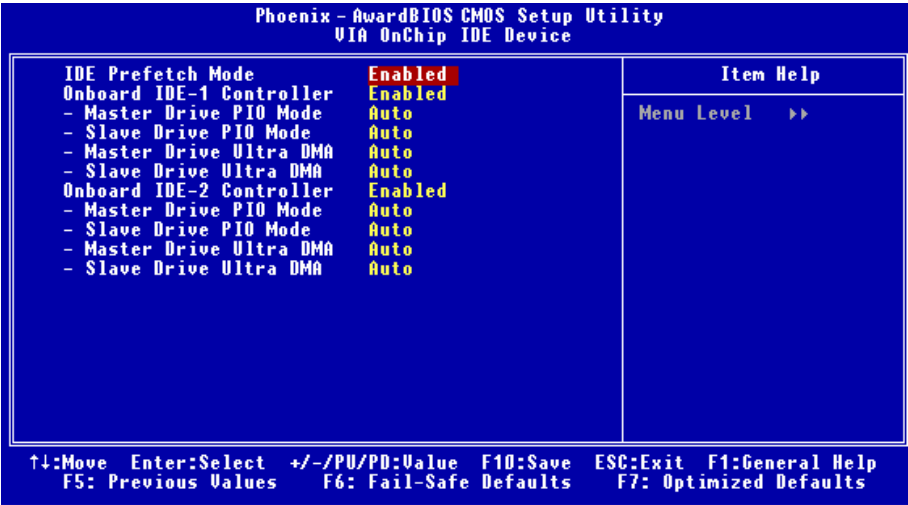 Phoenix - AwardBIOS CMOS Setup Utility
VIA OnChip IDE Device
IDE Prefetch Mode Enabled
Onboard IDE-1 Controller Enabled
- Master Drive PIO Mode Auto
- Slave Drive PIO Mode Auto
- Master Drive Ultra DMA Auto
- Slave Drive Ultra DMA Auto
Onboard IDE-2 Controller Enabled
- Master Drive PIO Mode Auto
- Slave Drive PIO Mode Auto
- Master Drive Ultra DMA Auto
- Slave Drive Ultra DMA Auto
Item Help
Menu Level ▸▸
↑↓:Move Enter:Select +/-/PU/PD:Value F10:Save ESC:Exit F1:General Help
F5: Previous Values F6: Fail-Safe Defaults F7: Optimized Defaults